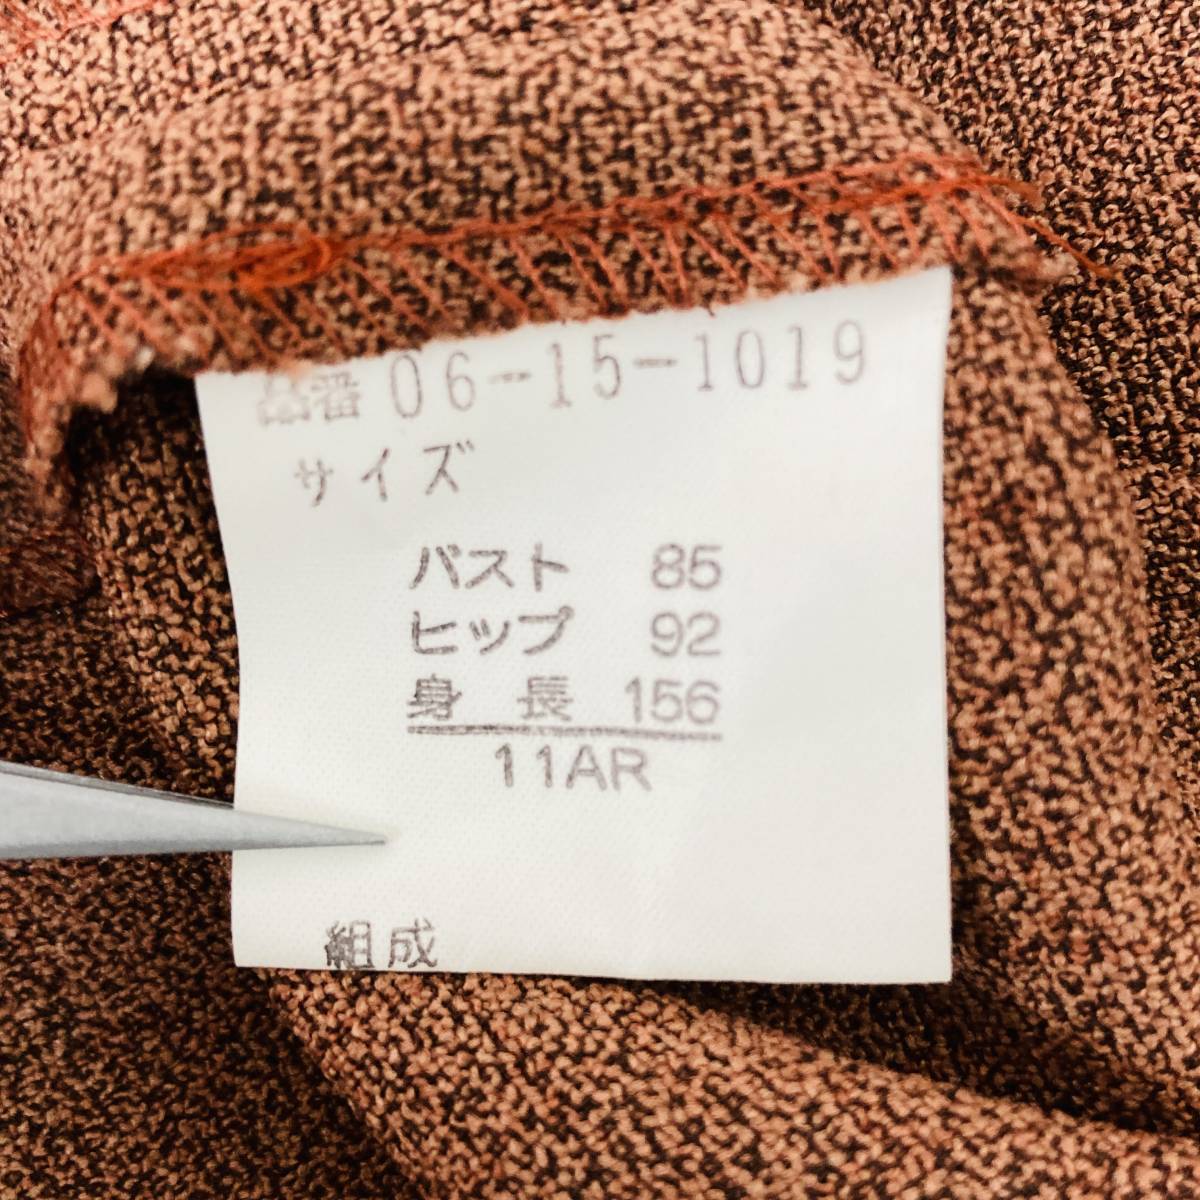 品番 06-15-1019
サイズ
バスト 85
ヒップ 92
身長 156
11AR
組成